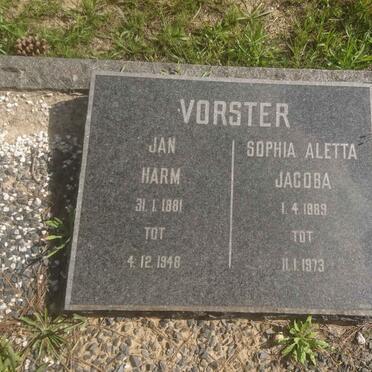 VORSTER
JAN
HARM
31.1.1881
TOT
4.12.1948
SOPHIA ALETTA
JACOBA
1.4.1889
TOT
11.1.1973